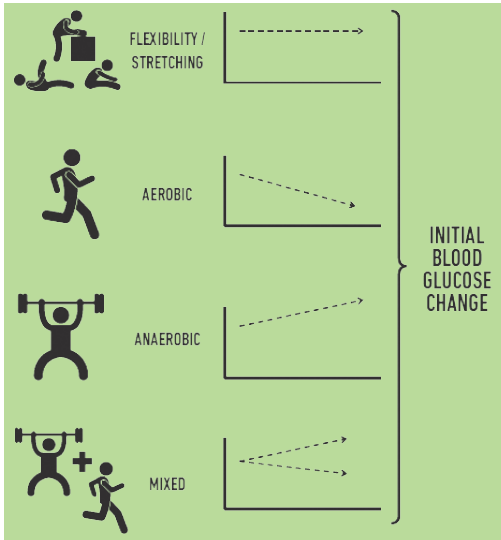 FLEXIBILITY /
STRETCHING
AEROBIC
ANAEROBIC
MIXED
INITIAL
BLOOD
GLUCOSE
CHANGE